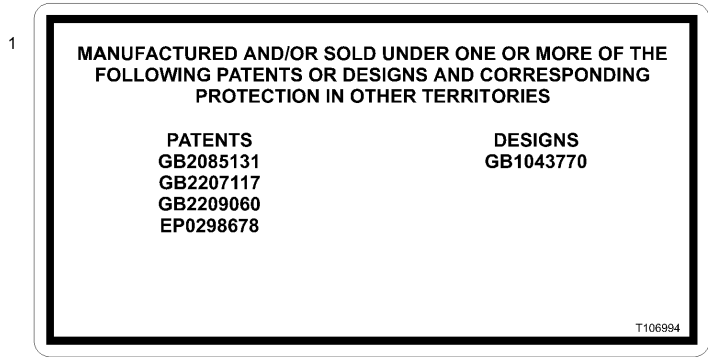 1
MANUFACTURED AND/OR SOLD UNDER ONE OR MORE OF THE
FOLLOWING PATENTS OR DESIGNS AND CORRESPONDING
PROTECTION IN OTHER TERRITORIES
PATENTS
GB2085131
GB2207117
GB2209060
EP0298678
DESIGNS
GB1043770
T106994